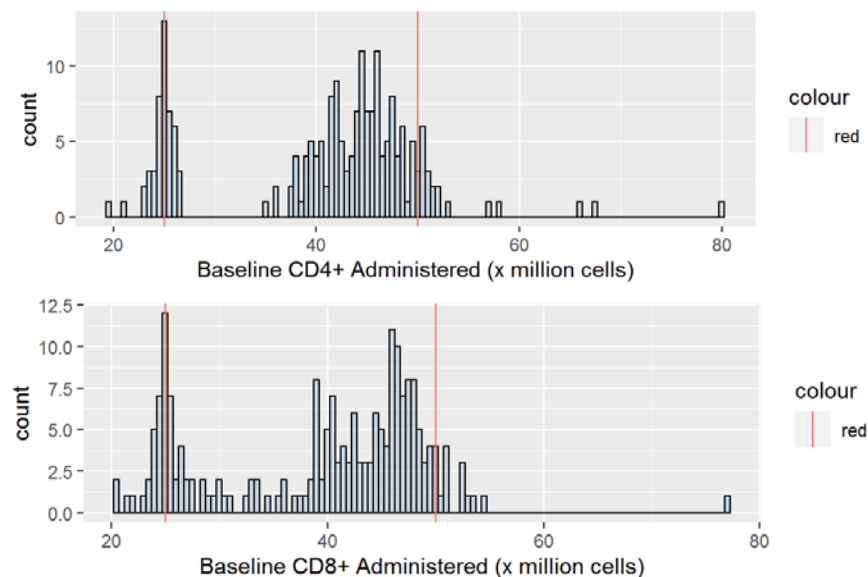 10
5
0
count
20
40
60
80
Baseline CD4+ Administered (x million cells)
colour
red
12.5
10.0
7.5
5.0
2.5
0.0
count
20
40
60
80
Baseline CD8+ Administered (x million cells)
colour
red